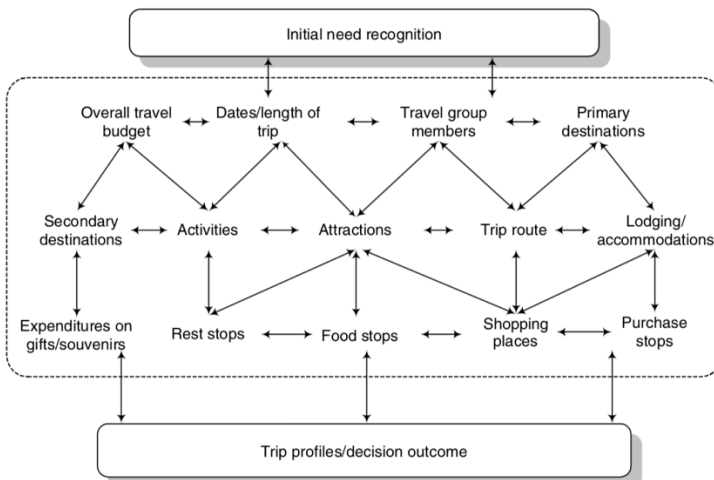 Initial need recognition
Overall travel
budget
Dates/length of
trip
Travel group
members
Primary
destinations
Secondary
destinations
Activities
Attractions
Trip route
Lodging/
accommodations
Expenditures on
gifts/souvenirs
Rest stops
Food stops
Shopping
places
Purchase
stops
Trip profiles/decision outcome